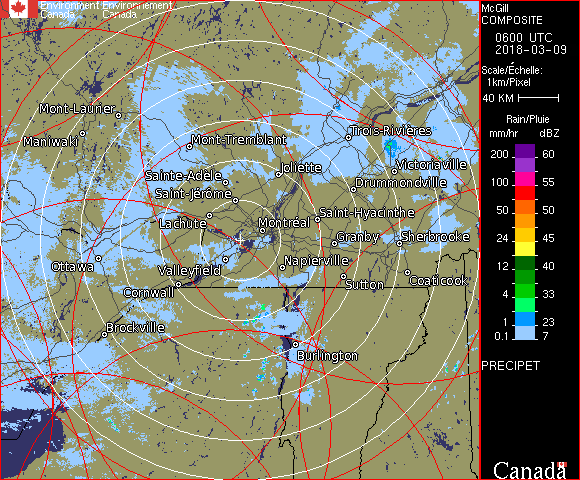 Environment Environnement
Canada Canada
McGill
COMPOSITE
0600 UTC
2018-03-09
Scale/Échelle:
1km/Pixel
40 KM
Rain/Pluie
mm/hr dBZ
200 60
100 55
50 50
24 45
12 40
4 33
1 23
0.1 7
PRECIPET
Canada
Mont-Laurier
Maniwaki
Mont-Tremblant
Trois-Rivières
Joliette
Victoriaville
Sainte-Adèle
Drummondville
Saint-Jérôme
Lachute
Saint-Hyacinthe
Montréal
Granby
Sherbrooke
Ottawa
Valleyfield
Napierville
Cornwall
Sutton
Coaticook
Brockville
Burlington